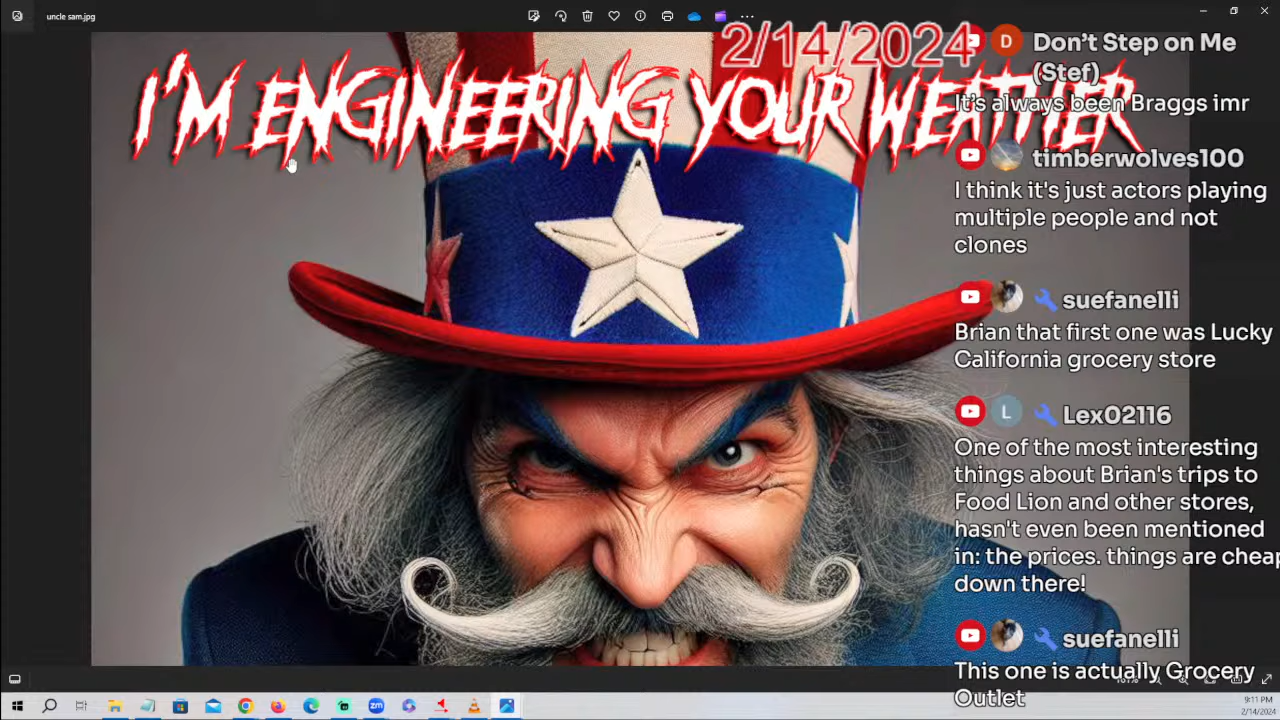 uncle sam.jpg
2/14/2024
I'M ENGINEERING YOUR WEATHER
D Don't Step on Me
(Stef)
It's always been Braggs imr
timberwolves100
I think it's just actors playing
multiple people and not
clones
suefanelli
Brian that first one was Lucky
California grocery store
L Lex02116
One of the most interesting
things about Brian's trips to
Food Lion and other stores,
hasn't even been mentioned
in: the prices. things are cheap
down there!
suefanelli
This one is actually Grocery
Outlet
zm
9:11 PM
2/14/2024